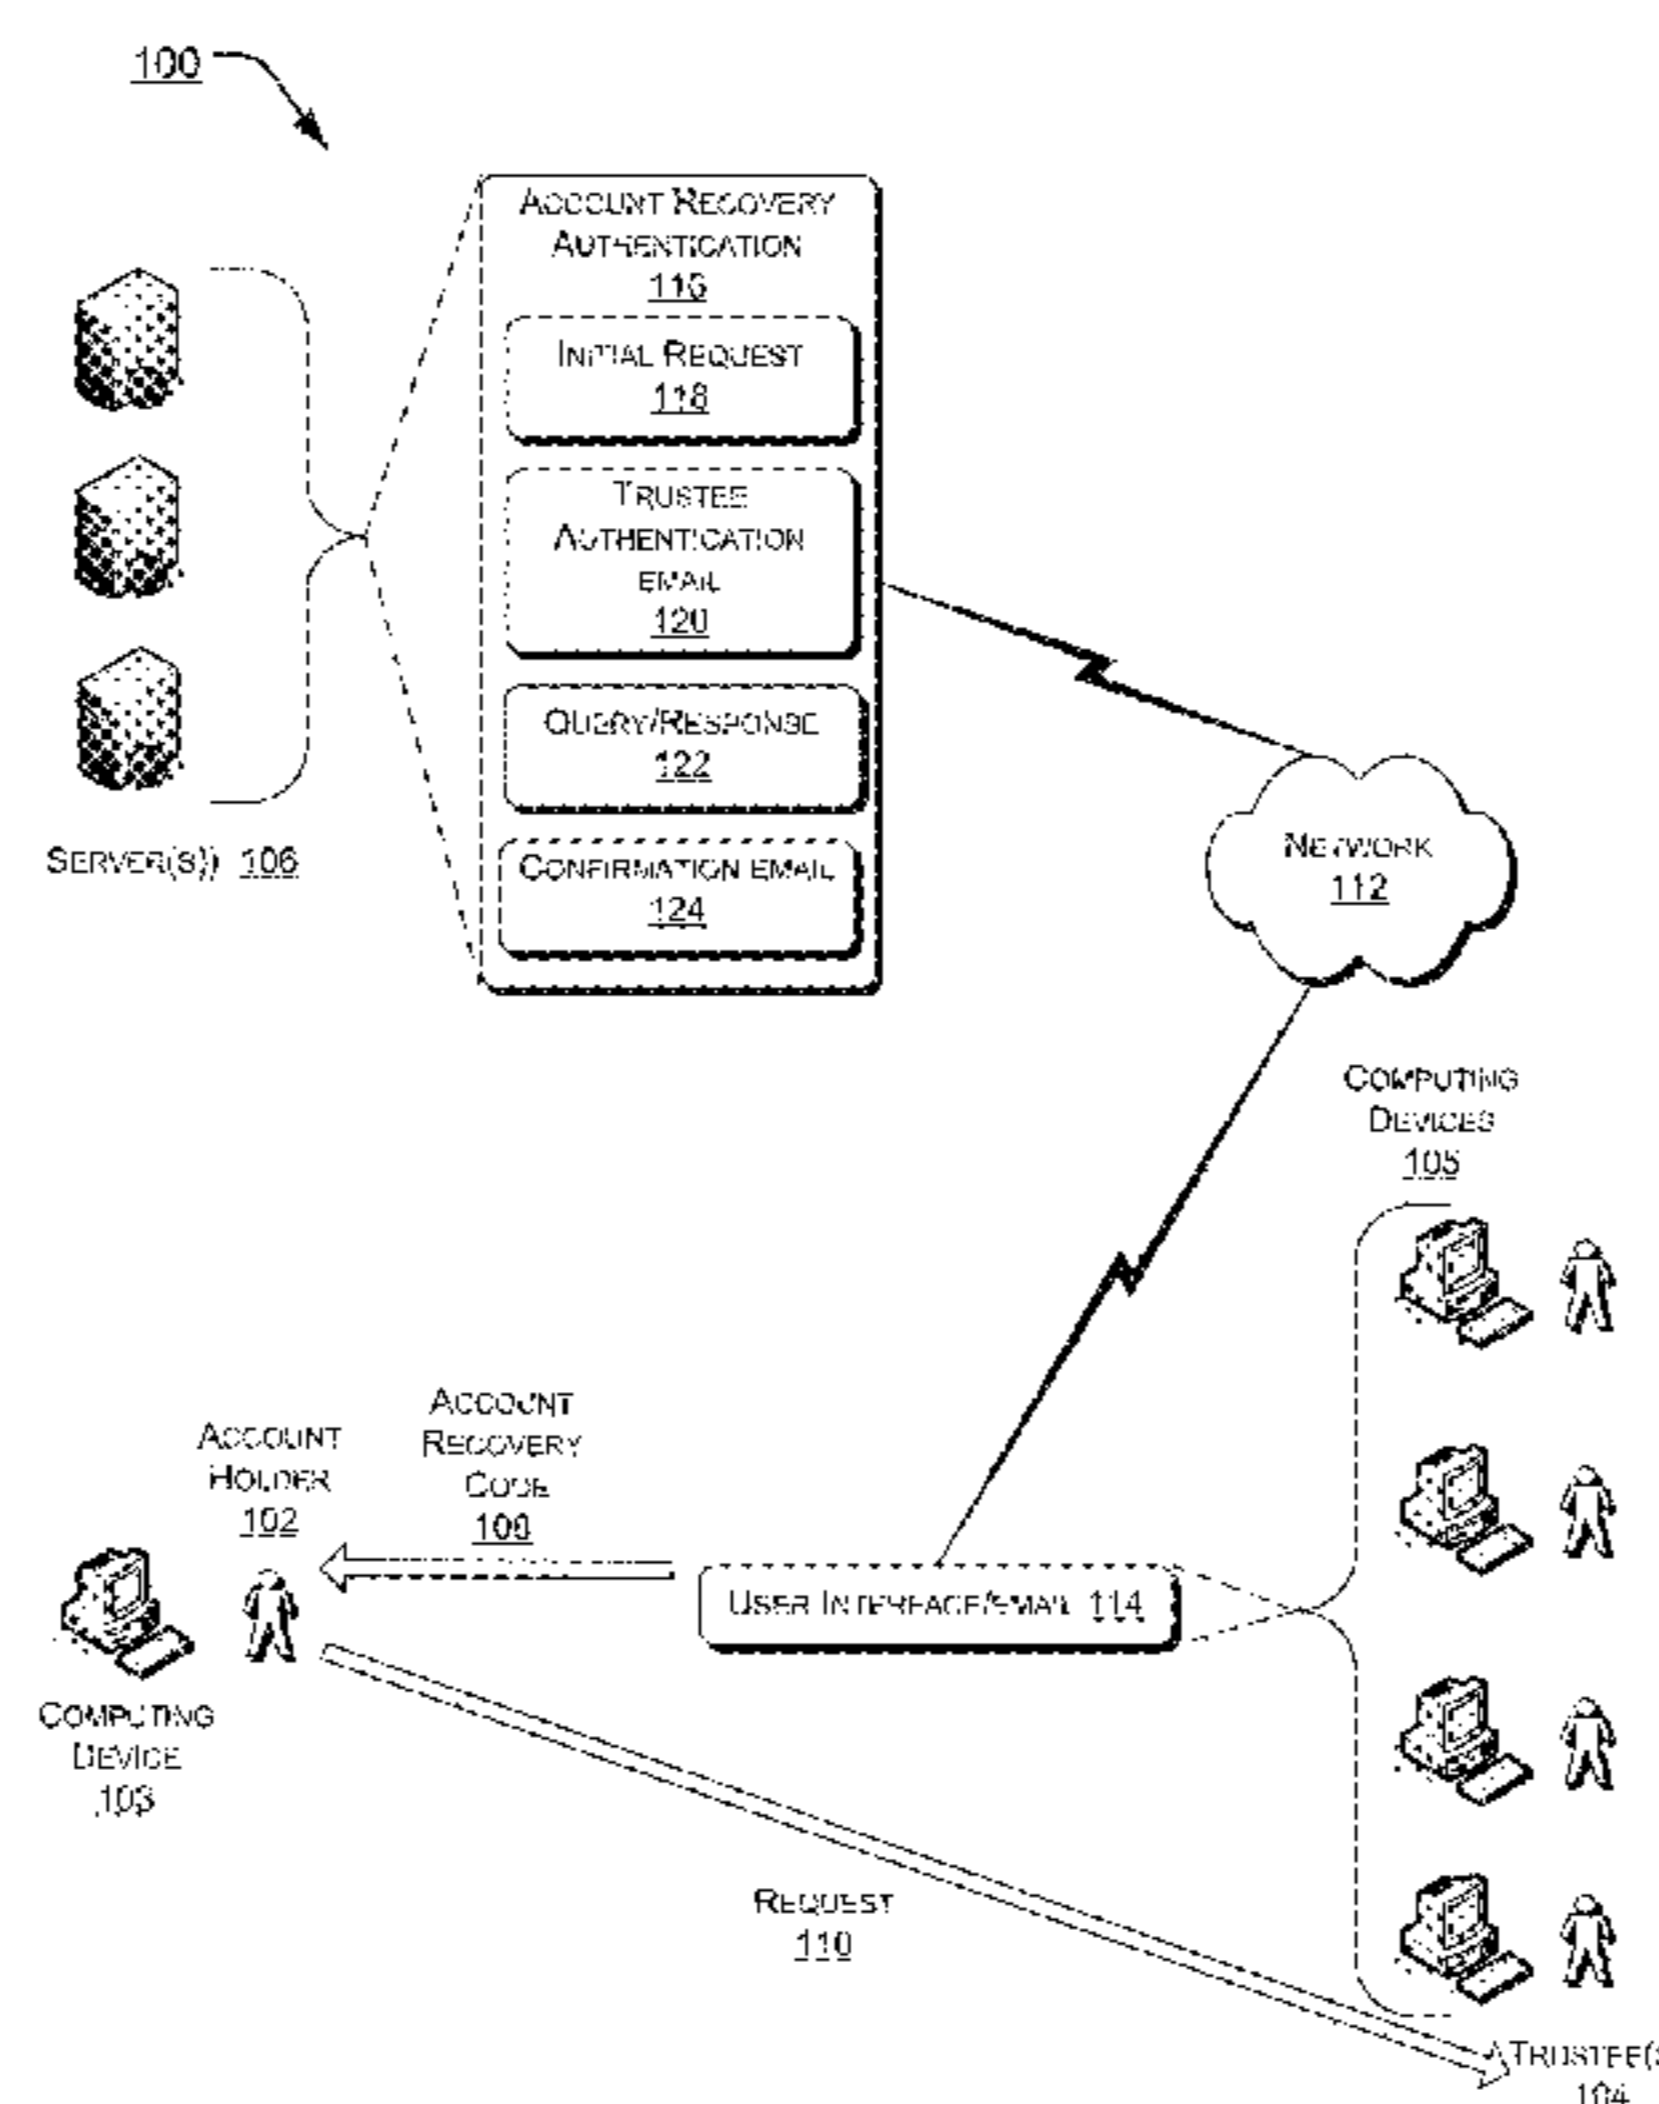 100
ACCOUNT RECOVERY
AUTHENTICATION
116
INITIAL REQUEST
118
TRUSTEE
AUTHENTICATION
EMAIL
120
QUERY/RESPONSE
122
CONFIRMATION EMAIL
124
SERVER(S)) 106
NETWORK
112
COMPUTING
DEVICES
105
ACCOUNT
HOLDER
102
ACCOUNT
RECOVERY
CODE
USER INTERFACE/EMAIL 114
COMPUTING
DEVICE
103
REQUEST
110
TRUSTEE(S
104